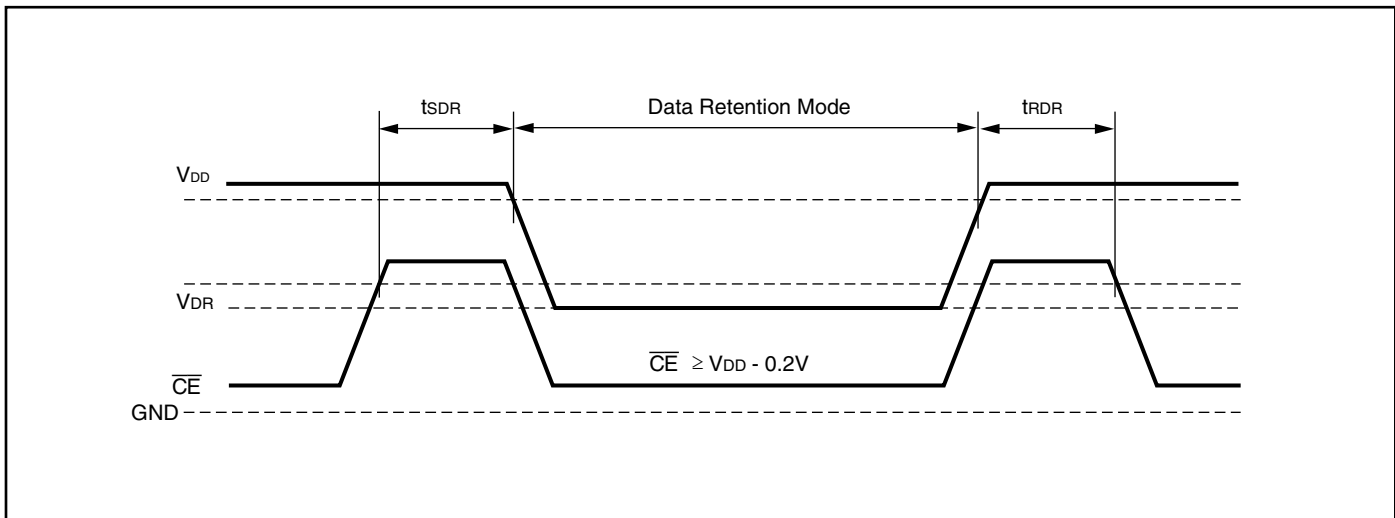 tSDR
Data Retention Mode
tRDR
VDD
VDR
CE ≥ VDD - 0.2V
CE
GND